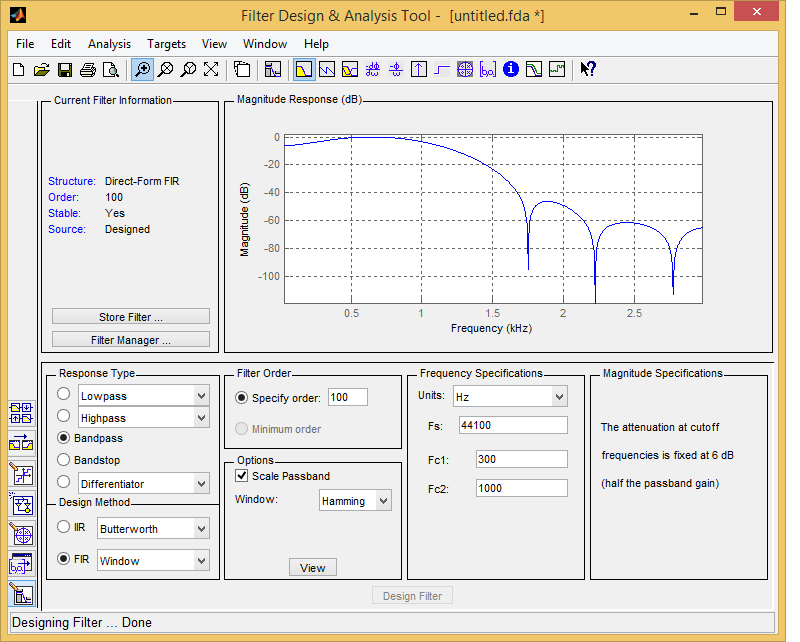 Filter Design & Analysis Tool - [untitled.fda *]
File Edit Analysis Targets View Window Help
Current Filter Information
Structure: Direct-Form FIR
Order: 100
Stable: Yes
Source: Designed
Store Filter ...
Filter Manager ...
Magnitude Response (dB)
0
-20
-40
-60
-80
-100
Magnitude (dB)
0.5 1 1.5 2 2.5
Frequency (kHz)
Response Type
Lowpass
Highpass
Bandpass
Bandstop
Differentiator
Design Method
IIR Butterworth
FIR Window
Filter Order
Specify order: 100
Minimum order
Options
Scale Passband
Window: Hamming
View
Frequency Specifications
Units: Hz
Fs: 44100
Fc1: 300
Fc2: 1000
Magnitude Specifications
The attenuation at cutoff
frequencies is fixed at 6 dB
(half the passband gain)
Design Filter
Designing Filter ... Done